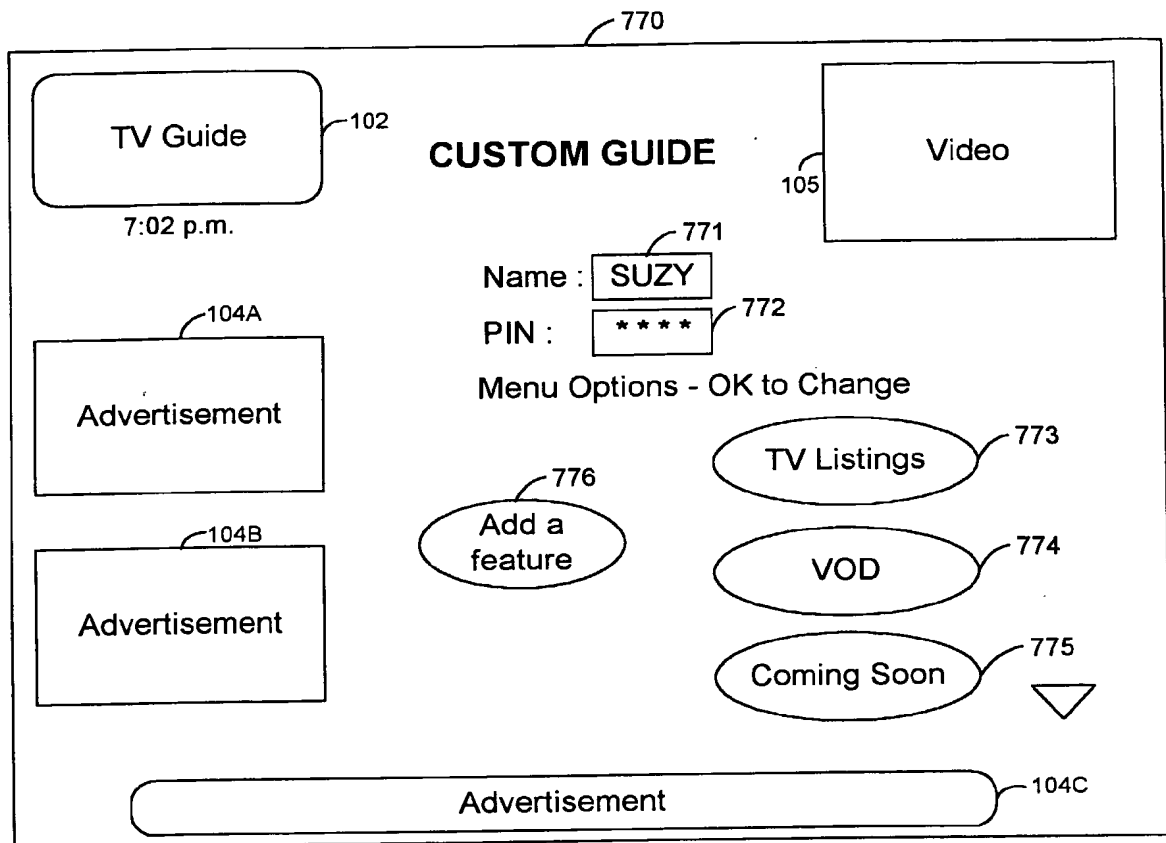 770
TV Guide
102
CUSTOM GUIDE
Video
105
7:02 p.m.
771
Name : SUZY
PIN : * * * *
772
Menu Options - OK to Change
104A
Advertisement
773
TV Listings
776
Add a
feature
104B
Advertisement
774
VOD
775
Coming Soon
Advertisement
104C